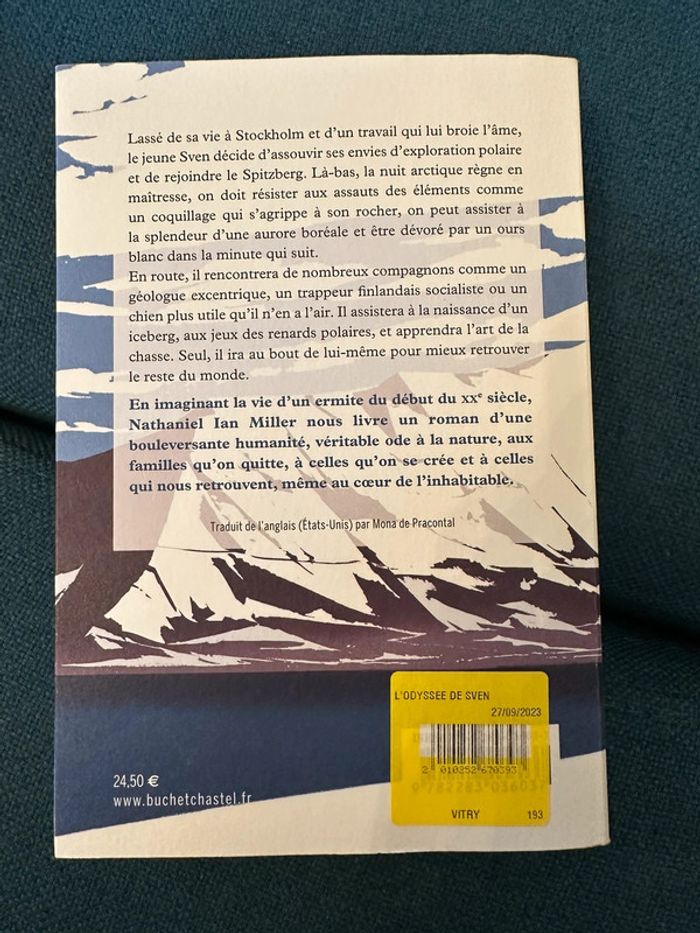 Lassé de sa vie à Stockholm et d'un travail qui lui broie l'âme,
le jeune Sven décide d'assouvir ses envies d'exploration polaire
et de rejoindre le Spitzberg. Là-bas, la nuit arctique règne en
maîtresse, on doit résister aux assauts des éléments comme
un coquillage qui s'agrippe à son rocher, on peut assister à
la splendeur d'une aurore boréale et être dévoré par un ours
blanc dans la minute qui suit.
En route, il rencontrera de nombreux compagnons comme un
géologue excentrique, un trappeur finlandais socialiste ou un
chien plus utile qu'il n'en a l'air. Il assistera à la naissance d'un
iceberg, aux jeux des renards polaires, et apprendra l'art de la
chasse. Seul, il ira au bout de lui-même pour mieux retrouver
le reste du monde.
En imaginant la vie d'un ermite du début du XXe siècle,
Nathaniel Ian Miller nous livre un roman d'une
bouleversante humanité, véritable ode à la nature, aux
familles qu'on quitte, à celles qu'on se crée et à celles
qui nous retrouvent, même au cœur de l'inhabitable.
Traduit de l'anglais (États-Unis) par Mona de Pracontal
L'ODYSSEE DE SVEN
27/09/2023
2 010252 670393
9 782283 036037
VITRY 193
24,50 €
www.buchetchastel.fr